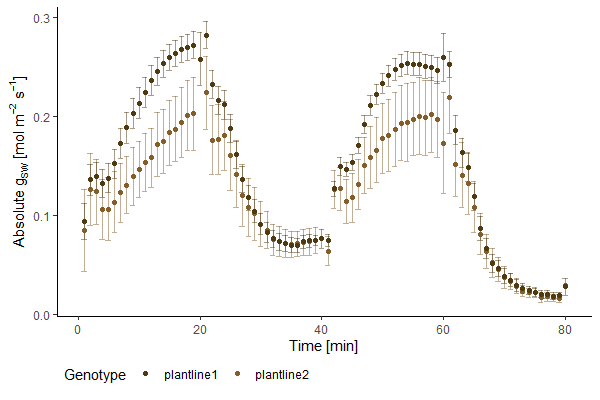 Absolute gsw [mol m−2 s−1]
0.3
0.2
0.1
0.0
0 20 40 60 80
Time [min]
Genotype plantline1 plantline2